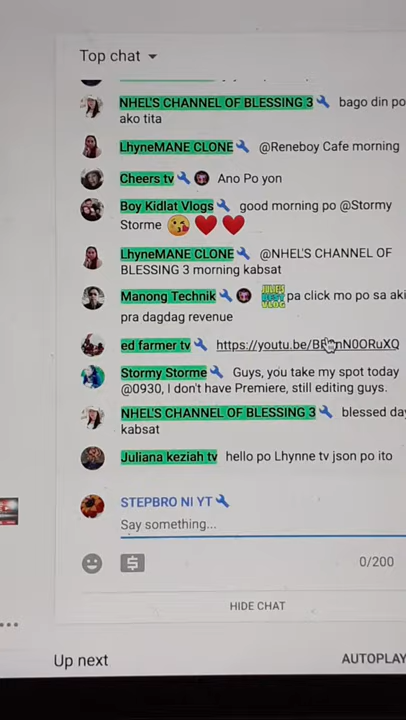 Top chat
NHEL'S CHANNEL OF BLESSING 3 bago din po
ako tita
LhyneMANE CLONE @Reneboy Cafe morning
Cheers tv Ano Po yon
Boy Kidlat Vlogs good morning po @Stormy
Storme
LhyneMANE CLONE @NHEL'S CHANNEL OF
BLESSING 3 morning kabsat
Manong Technik pa click mo po sa aki
pra dagdag revenue
ed farmer tv
Stormy Storme Guys, you take my spot today
@0930, I don't have Premiere, still editing guys.
NHEL'S CHANNEL OF BLESSING 3 blessed day
kabsat
Juliana keziah tv hello po Lhynne tv json po ito
STEPBRO NI YT
Say something...
0/200
HIDE CHAT
Up next AUTOPLAY